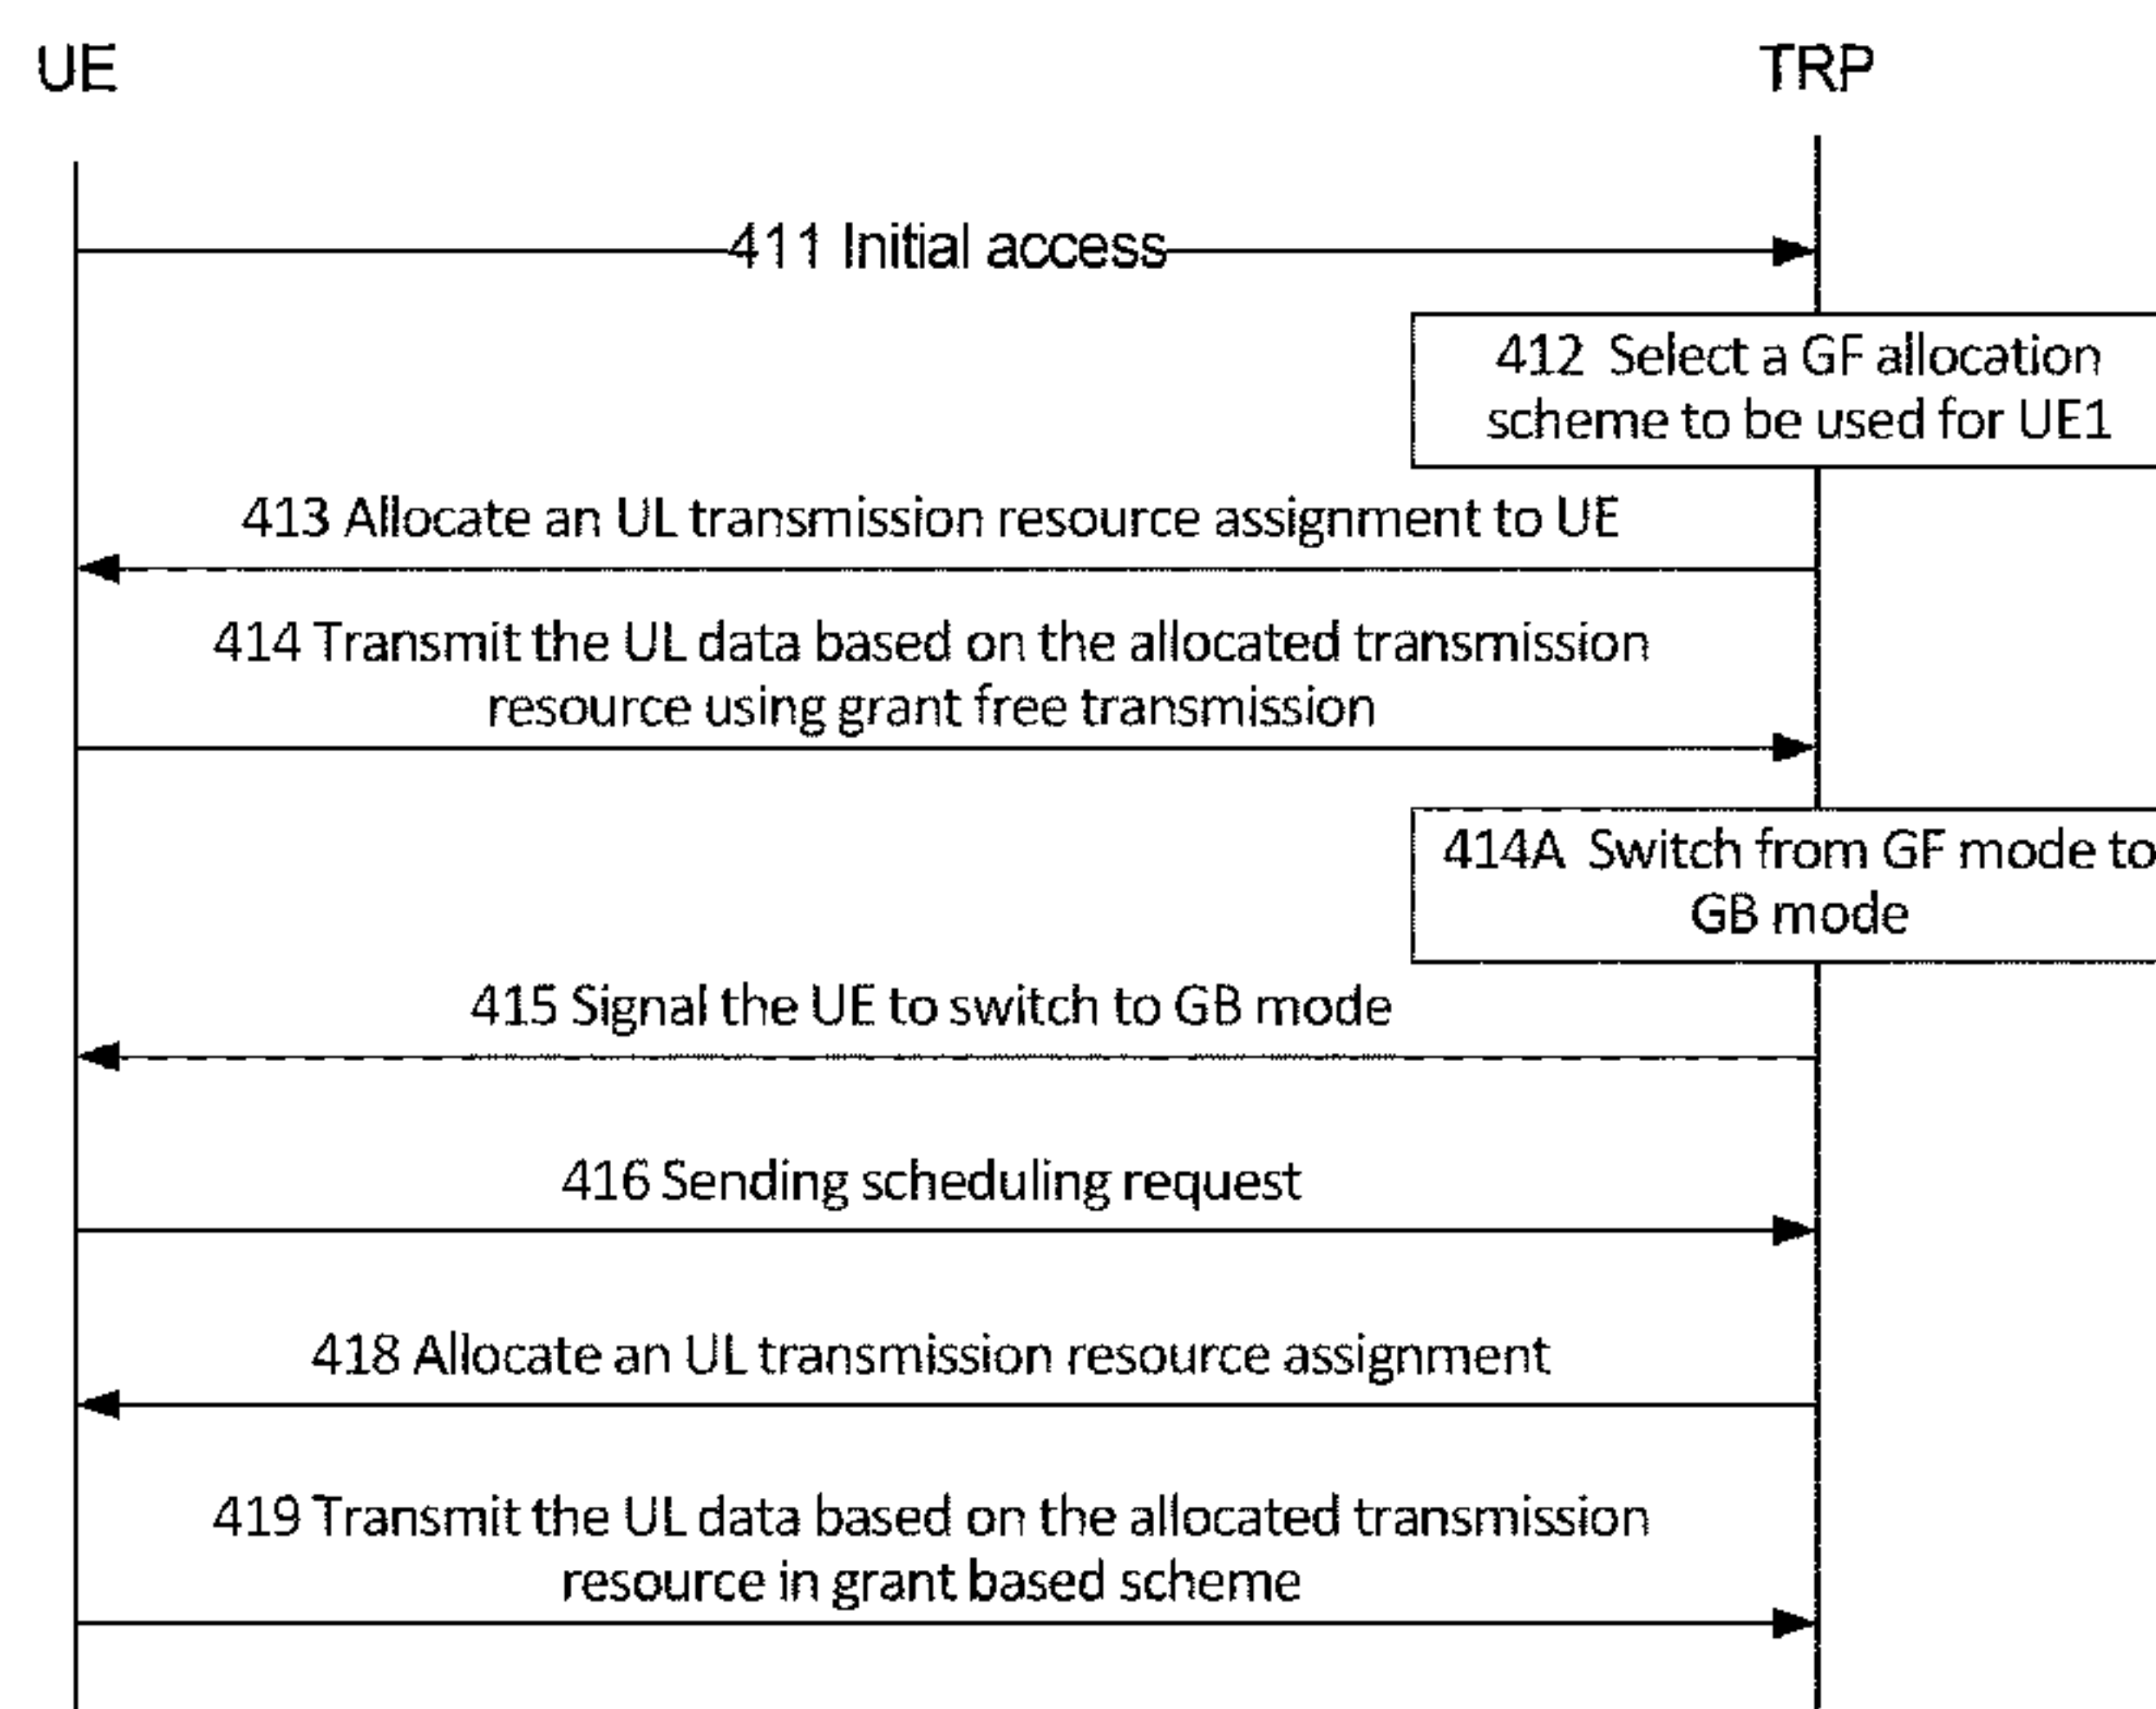 UE
TRP
411 Initial access
412 Select a GF allocation
scheme to be used for UE1
413 Allocate an UL transmission resource assignment to UE
414 Transmit the UL data based on the allocated transmission
resource using grant free transmission
414A Switch from GF mode to
GB mode
415 Signal the UE to switch to GB mode
416 Sending scheduling request
418 Allocate an UL transmission resource assignment
419 Transmit the UL data based on the allocated transmission
resource in grant based scheme